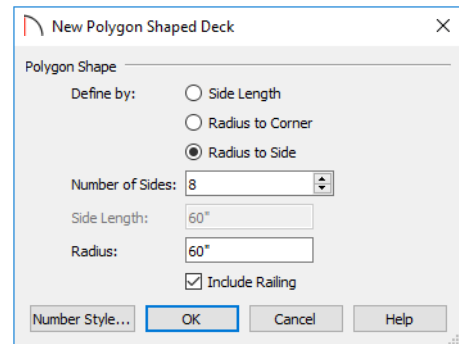 New Polygon Shaped Deck
Polygon Shape
Define by: Side Length
Radius to Corner
Radius to Side
Number of Sides: 8
Side Length: 60"
Radius: 60"
Include Railing
Number Style... OK Cancel Help